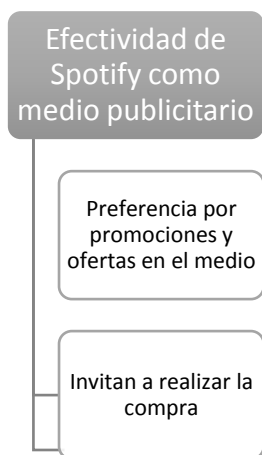 Efectividad de
Spotify como
medio publicitario
Preferencia por
promociones y
ofertas en el medio
Invitan a realizar la
compra